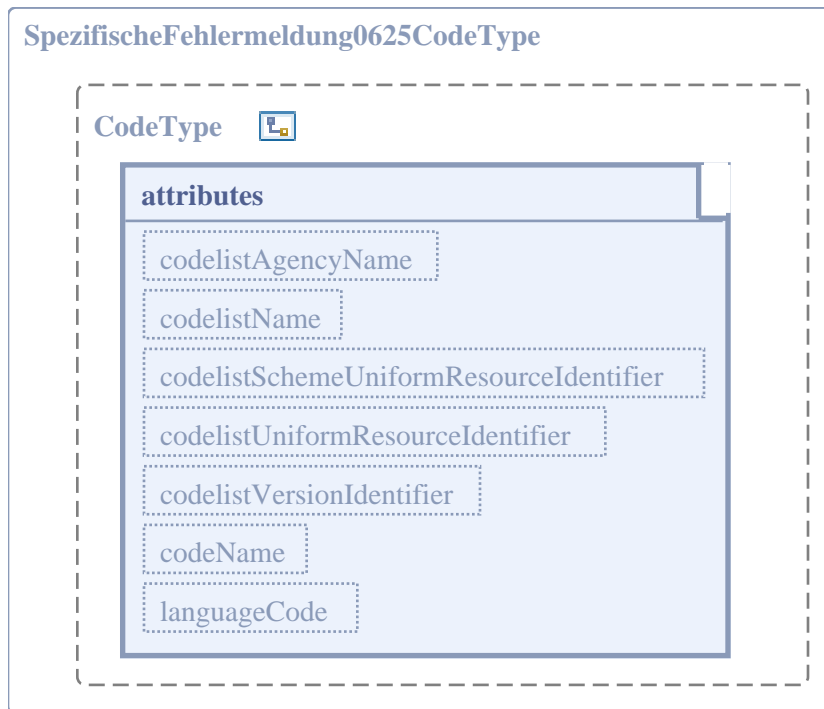 SpezifischeFehlermeldung0625CodeType
CodeType
attributes
codelistAgencyName
codelistName
codelistSchemeUniformResourceIdentifier
codelistUniformResourceIdentifier
codelistVersionIdentifier
codeName
languageCode